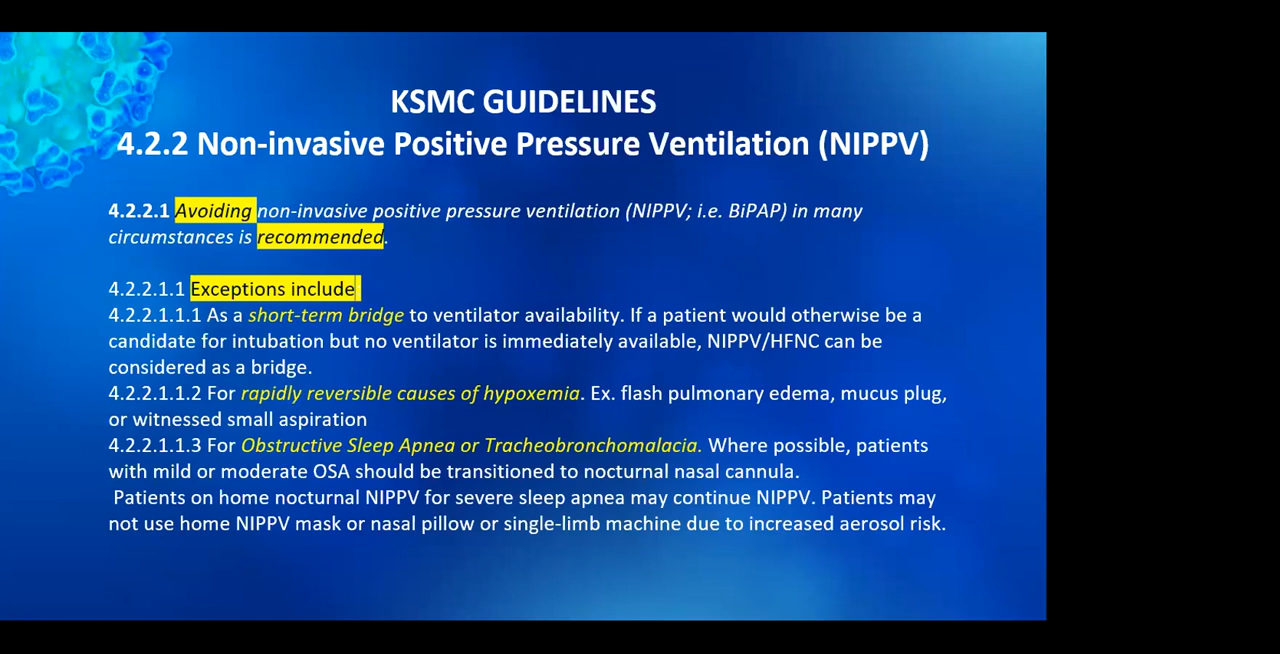 KSMC GUIDELINES
4.2.2 Non-invasive Positive Pressure Ventilation (NIPPV)
4.2.2.1 Avoiding non-invasive positive pressure ventilation (NIPPV; i.e. BiPAP) in many
circumstances is recommended.
4.2.2.1.1 Exceptions include
4.2.2.1.1.1 As a short-term bridge to ventilator availability. If a patient would otherwise be a
candidate for intubation but no ventilator is immediately available, NIPPV/HFNC can be
considered as a bridge.
4.2.2.1.1.2 For rapidly reversible causes of hypoxemia. Ex. flash pulmonary edema, mucus plug,
or witnessed small aspiration
4.2.2.1.1.3 For Obstructive Sleep Apnea or Tracheobronchomalacia. Where possible, patients
with mild or moderate OSA should be transitioned to nocturnal nasal cannula.
Patients on home nocturnal NIPPV for severe sleep apnea may continue NIPPV. Patients may
not use home NIPPV mask or nasal pillow or single-limb machine due to increased aerosol risk.